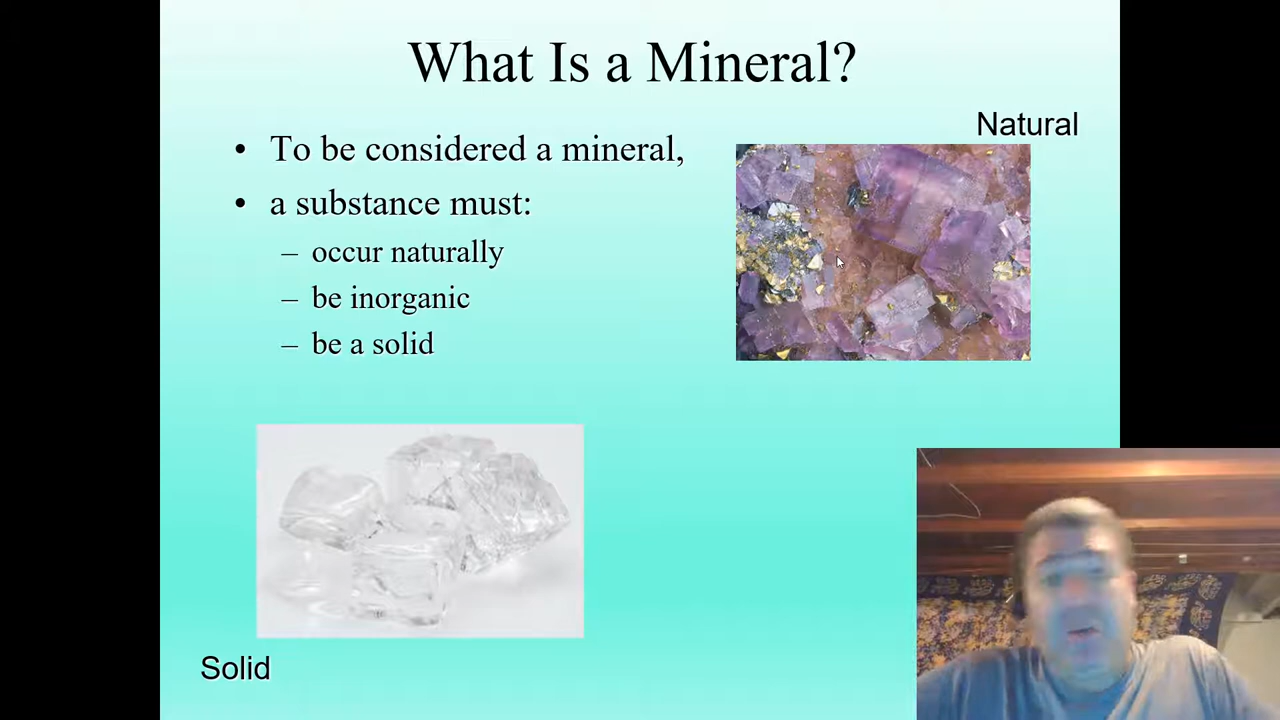 What Is a Mineral?
Natural
• To be considered a mineral,
• a substance must:
– occur naturally
– be inorganic
– be a solid
Solid